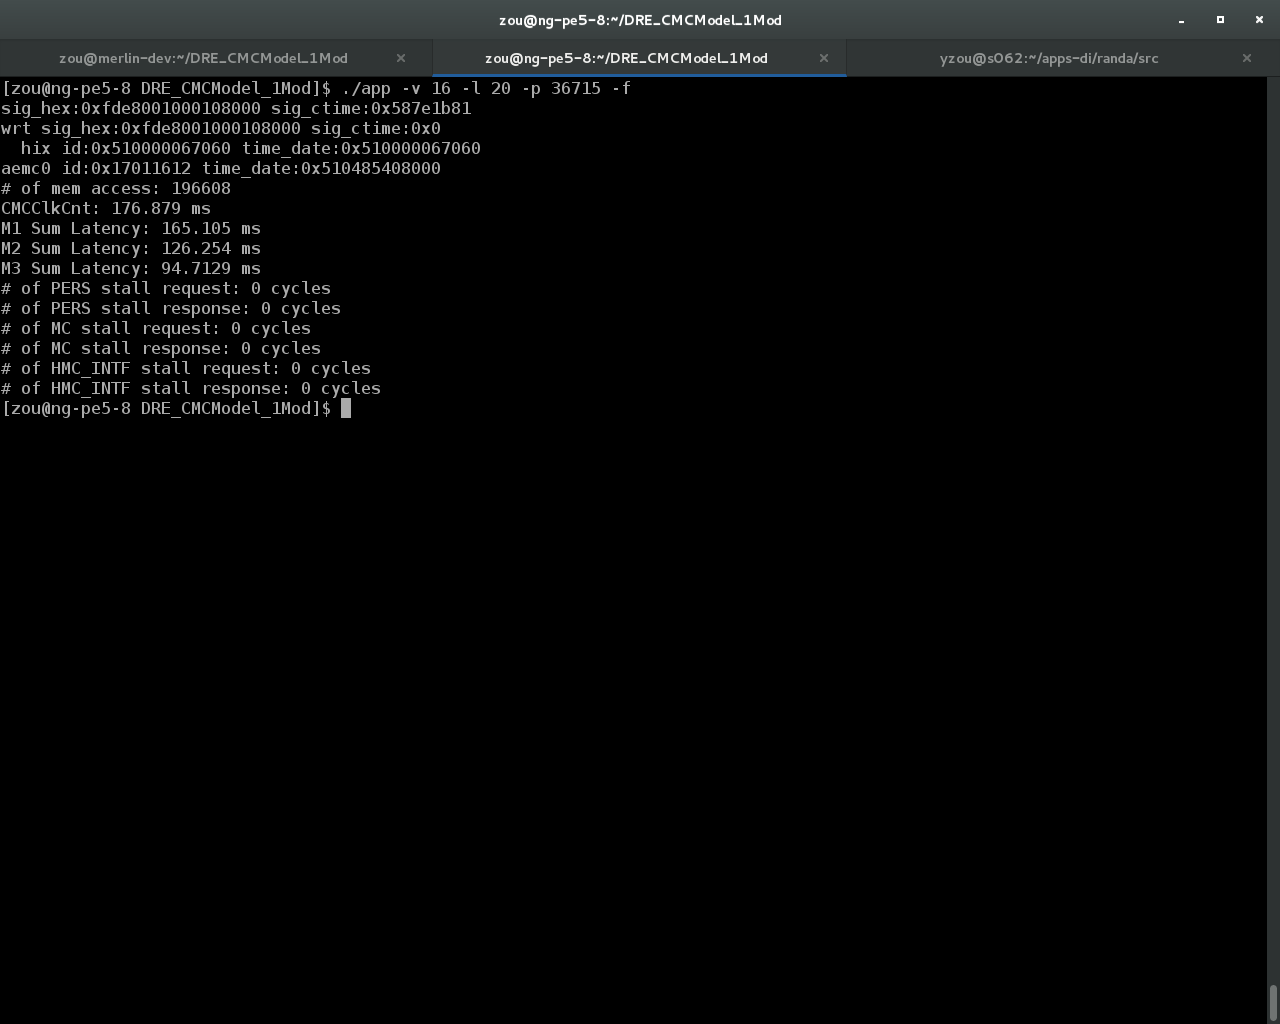 zou@ng-pe5-8:~/DRE_CMCModel_1Mod
zou@merlin-dev:~/DRE_CMCModel_1Mod
zou@ng-pe5-8:~/DRE_CMCModel_1Mod
yzou@s062:~/apps-di/randa/src
[zou@ng-pe5-8 DRE_CMCModel_1Mod]$ ./app -v 16 -l 20 -p 36715 -f
sig_hex:0xfde8001000108000 sig_ctime:0x587e1b81
wrt sig_hex:0xfde8001000108000 sig_ctime:0x0
  hix id:0x510000067060 time_date:0x510000067060
aemc0 id:0x17011612 time_date:0x510485408000
# of mem access: 196608
CMCClkCnt: 176.879 ms
M1 Sum Latency: 165.105 ms
M2 Sum Latency: 126.254 ms
M3 Sum Latency: 94.7129 ms
# of PERS stall request: 0 cycles
# of PERS stall response: 0 cycles
# of MC stall request: 0 cycles
# of MC stall response: 0 cycles
# of HMC_INTF stall request: 0 cycles
# of HMC_INTF stall response: 0 cycles
[zou@ng-pe5-8 DRE_CMCModel_1Mod]$